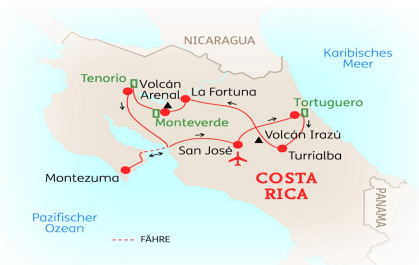 NICARAGUA
Karibisches
Meer
Tenorio
Volcán
Arenal
La Fortuna
Tortuguero
Monteverde
Volcán Irazú
San José
Turrialba
Montezuma
COSTA
RICA
PANAMA
Pazifischer
Ozean
FÄHRE